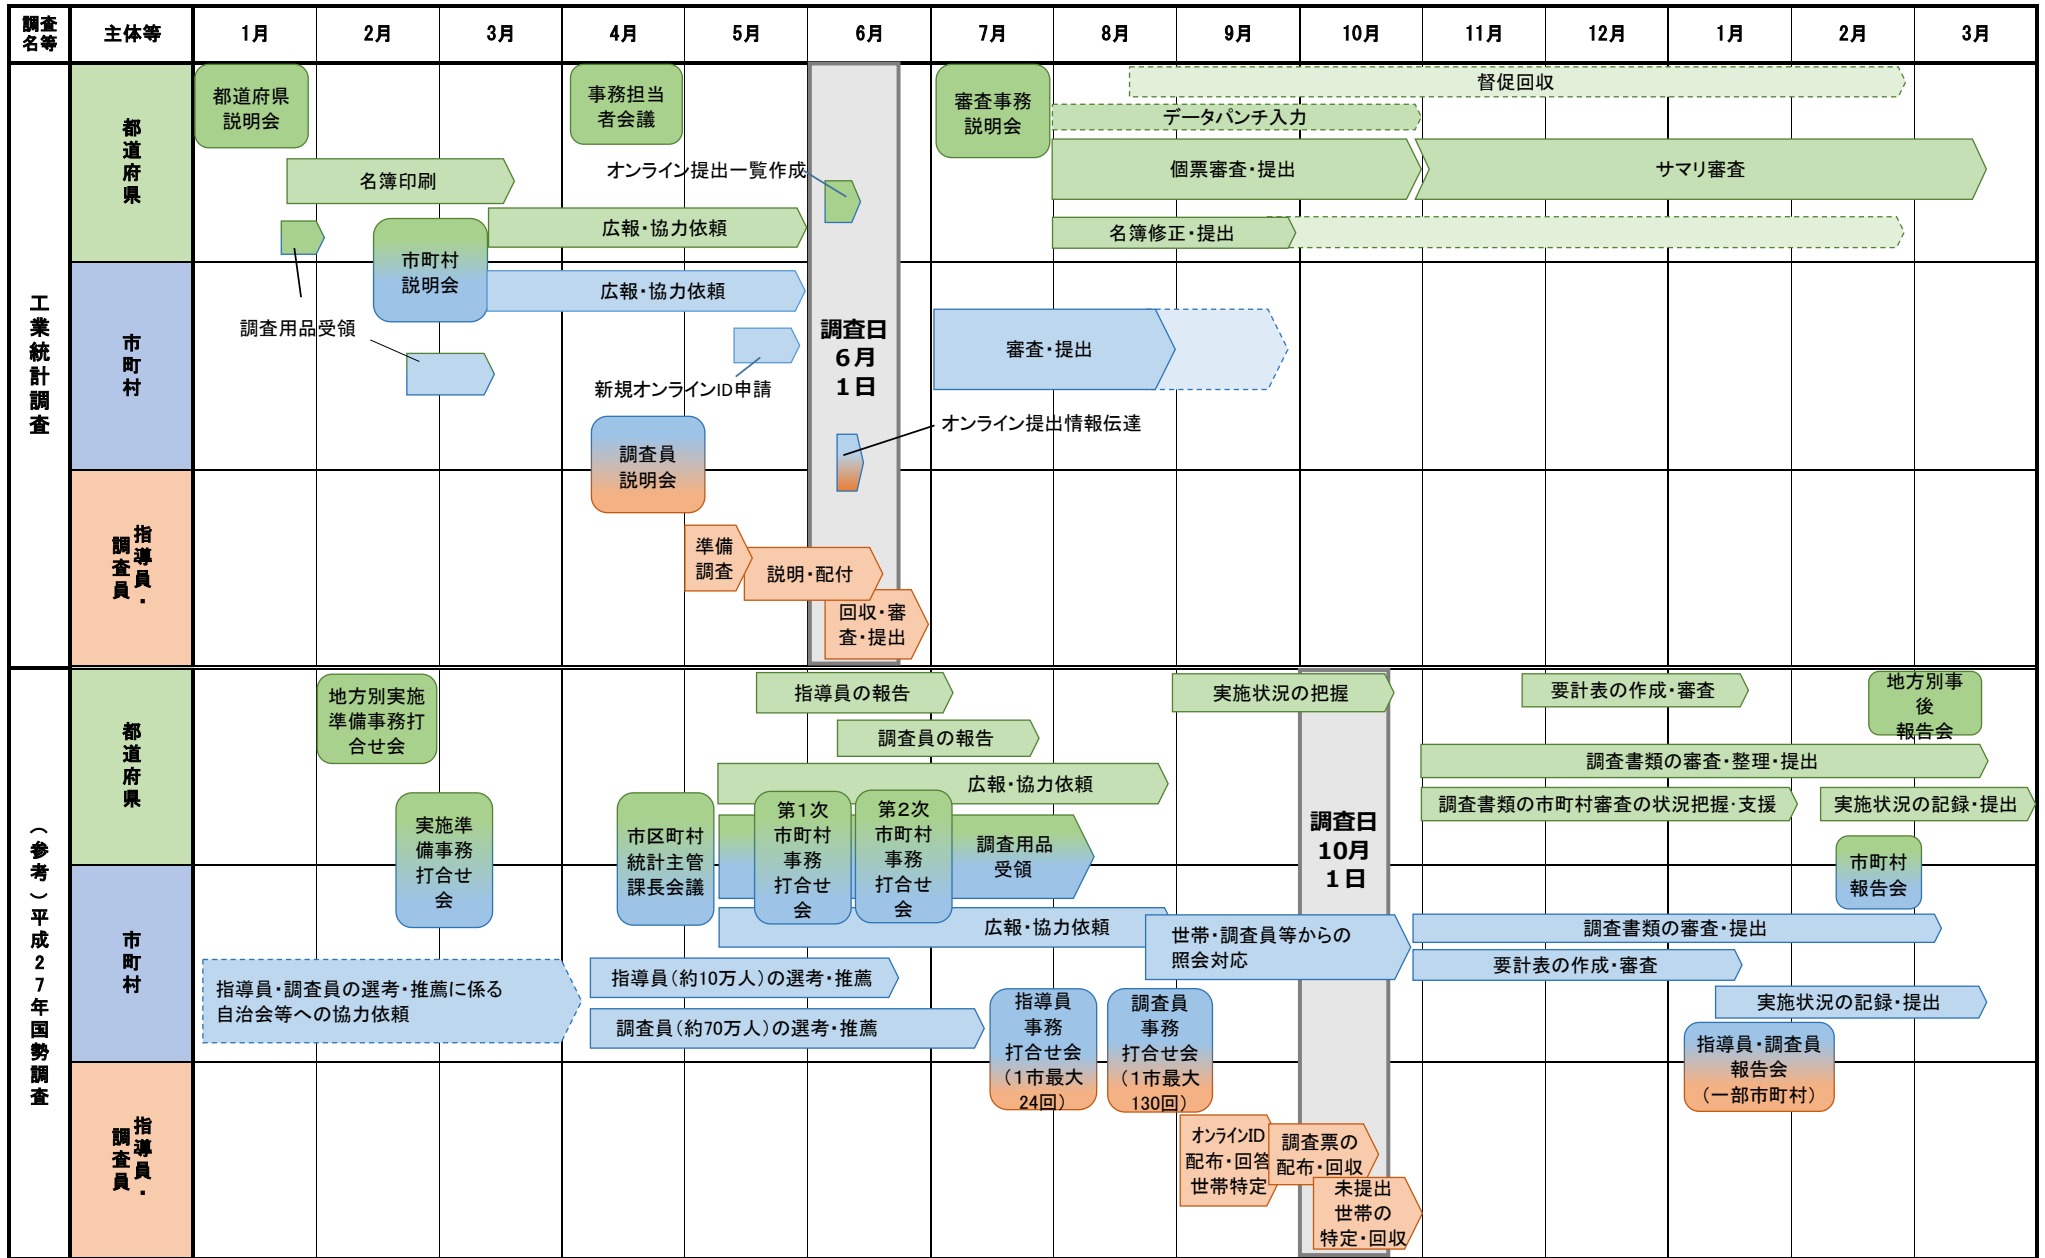 調査
名等
主体等
1月
2月
3月
4月
5月
6月
7月
8月
9月
10月
11月
12月
1月
2月
3月
工業統計調査
都道府県
都道府県
説明会
事務担当
者会議
審査事務
説明会
督促回収
データパンチ入力
名簿印刷
オンライン提出一覧作成
個票審査・提出
サマリ審査
広報・協力依頼
名簿修正・提出
市町村
説明会
調査用品受領
市町村
広報・協力依頼
新規オンラインID申請
調査日
6月
1日
審査・提出
オンライン提出情報伝達
調査員
説明会
指導員・
調査員
準備
調査
説明・配付
回収・審
査・提出
（参考）平成27年国勢調査
都道府県
地方別実施
準備事務打
合せ会
指導員の報告
調査員の報告
実施状況の把握
要計表の作成・審査
地方別事
後
報告会
広報・協力依頼
調査書類の審査・整理・提出
調査書類の市町村審査の状況把握・支援
実施状況の記録・提出
実施準
備事務
打合せ
会
市区町村
統計主管
課長会議
第1次
市町村
事務
打合せ
会
第2次
市町村
事務
打合せ
会
調査用品
受領
調査日
10月
1日
市町村
報告会
市町村
広報・協力依頼
世帯・調査員等からの
照会対応
調査書類の審査・提出
要計表の作成・審査
指導員・調査員の選考・推薦に係る
自治会等への協力依頼
指導員（約10万人）の選考・推薦
調査員（約70万人）の選考・推薦
実施状況の記録・提出
指導員
事務
打合せ会
（1市最大
24回）
調査員
事務
打合せ会
（1市最大
130回）
指導員・調査員
報告会
（一部市町村）
指導員・
調査員
オンラインID
配布・回答
世帯特定
調査票の
配布・回収
未提出
世帯の
特定・回収